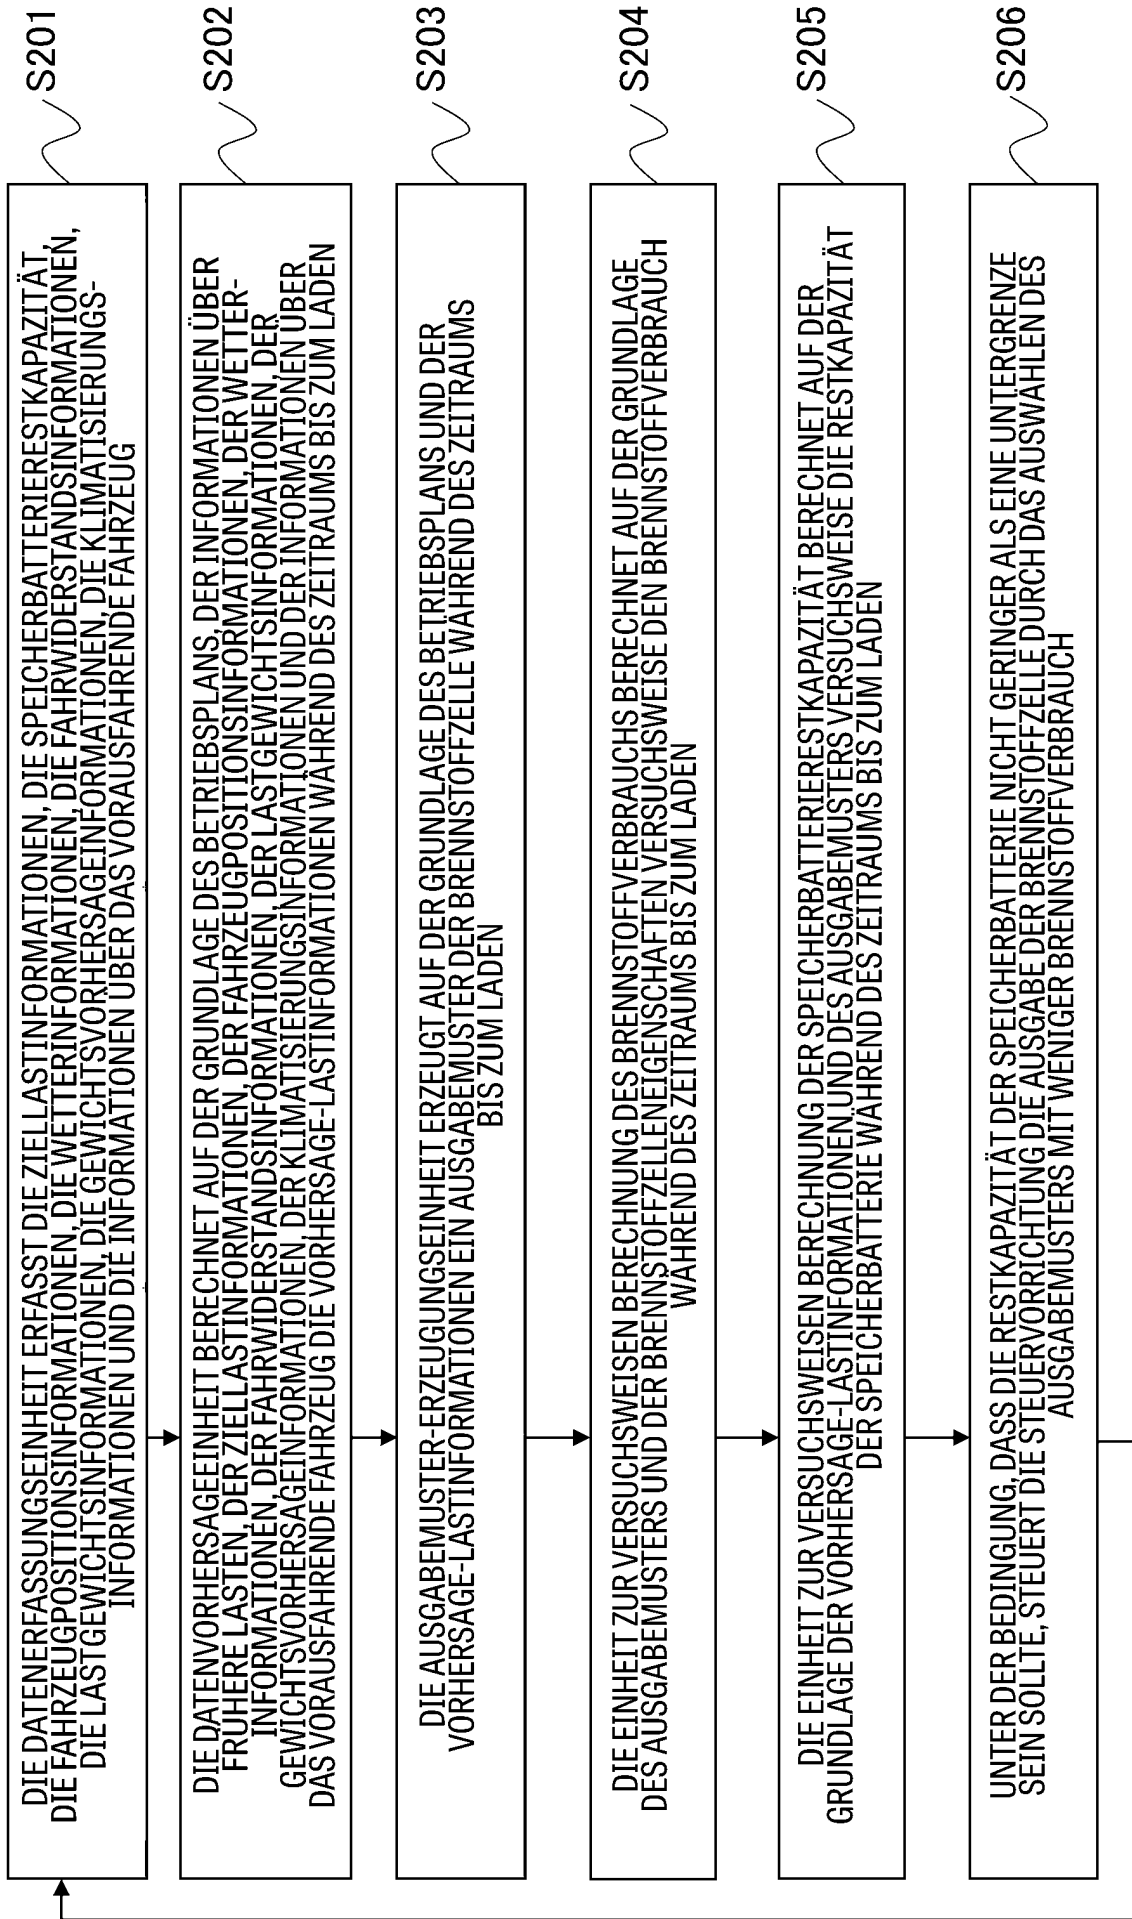 DIE DATENERFASSUNGSEINHEIT ERFASST DIE ZIELLASTINFORMATIONEN, DIE SPEICHERBATTERIERESTKAPAZITÄT,
DIE FAHRZEUGPOSITIONSINFORMATIONEN, DIE WETTERINFORMATIONEN, DIE FAHRWIDERSTANDSINFORMATIONEN,
DIE LASTGEWICHTSINFORMATIONEN, DIE GEWICHTSVORHERSAGEINFORMATIONEN, DIE KLIMATISIERUNGS-
INFORMATIONEN UND DIE INFORMATIONEN ÜBER DAS VORAUSFAHRENDE FAHRZEUG
S201
DIE DATENVORHERSAGEEINHEIT BERECHNET AUF DER GRUNDLAGE DES BETRIEBSPLANS, DER INFORMATIONEN ÜBER
FRÜHERE LASTEN, DER ZIELLASTINFORMATIONEN, DER FAHRZEUGPOSITIONSINFORMATIONEN, DER WETTER-
INFORMATIONEN, DER FAHRWIDERSTANDSINFORMATIONEN, DER LASTGEWICHTSINFORMATIONEN, DER
GEWICHTSVORHERSAGEINFORMATIONEN, DER KLIMATISIERUNGSINFORMATIONEN UND DER INFORMATIONEN ÜBER
DAS VORAUSFAHRENDE FAHRZEUG DIE VORHERSAGE-LASTINFORMATIONEN WÄHREND DES ZEITRAUMS BIS ZUM LADEN
S202
DIE AUSGABEMUSTER-ERZEUGUNGSEINHEIT ERZEUGT AUF DER GRUNDLAGE DES BETRIEBSPLANS UND DER
VORHERSAGE-LASTINFORMATIONEN EIN AUSGABEMUSTER DER BRENNSTOFFZELLE WÄHREND DES ZEITRAUMS
BIS ZUM LADEN
S203
DIE EINHEIT ZUR VERSUCHSWEISEN BERECHNUNG DES BRENNSTOFFVERBRAUCHS BERECHNET AUF DER GRUNDLAGE
DES AUSGABEMUSTERS UND DER BRENNSTOFFZELLENEIGENSCHAFTEN VERSUCHSWEISE DEN BRENNSTOFFVERBRAUCH
WÄHREND DES ZEITRAUMS BIS ZUM LADEN
S204
DIE EINHEIT ZUR VERSUCHSWEISEN BERECHNUNG DER SPEICHERBATTERIERESTKAPAZITÄT BERECHNET AUF DER
GRUNDLAGE DER VORHERSAGE-LASTINFORMATIONEN UND DES AUSGABEMUSTERS VERSUCHSWEISE DIE RESTKAPAZITÄT
DER SPEICHERBATTERIE WÄHREND DES ZEITRAUMS BIS ZUM LADEN
S205
UNTER DER BEDINGUNG, DASS DIE RESTKAPAZITÄT DER SPEICHERBATTERIE NICHT GERINGER ALS EINE UNTERGRENZE
SEIN SOLLTE, STEUERT DIE STEUERVORRICHTUNG DIE AUSGABE DER BRENNSTOFFZELLE DURCH DAS AUSWÄHLEN DES
AUSGABEMUSTERS MIT WENIGER BRENNSTOFFVERBRAUCH
S206